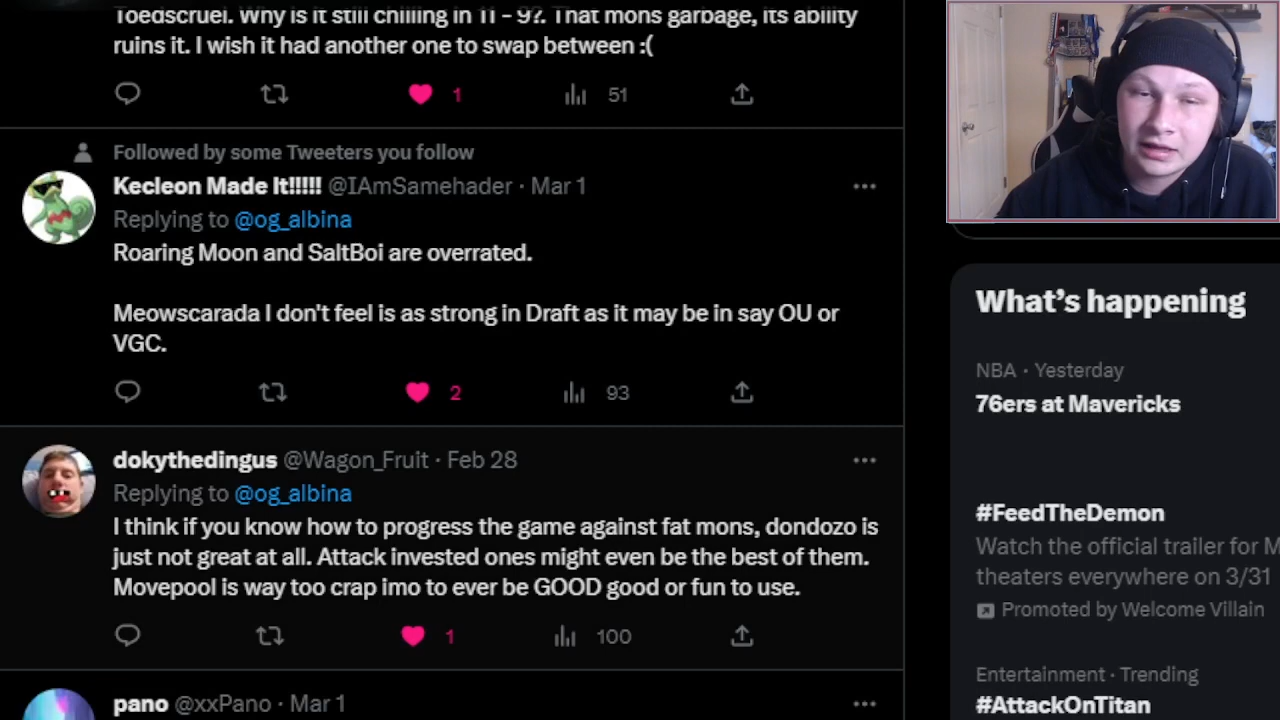 Toedscruel. Why is it still chilling in 11 - 9?. That mons garbage, its ability
ruins it. I wish it had another one to swap between :(
1
51
Followed by some Tweeters you follow
Kecleon Made It!!!!! @IAmSamehader · Mar 1
Replying to @og_albina
Roaring Moon and SaltBoi are overrated.
Meowscarada I don't feel is as strong in Draft as it may be in say OU or
VGC.
2
93
dokythedingus @Wagon_Fruit · Feb 28
Replying to @og_albina
I think if you know how to progress the game against fat mons, dondozo is
just not great at all. Attack invested ones might even be the best of them.
Movepool is way too crap imo to ever be GOOD good or fun to use.
1
100
pano @xxPano · Mar 1
What's happening
NBA · Yesterday
76ers at Mavericks
#FeedTheDemon
Watch the official trailer for M
theaters everywhere on 3/31
Promoted by Welcome Villain
Entertainment · Trending
#AttackOnTitan